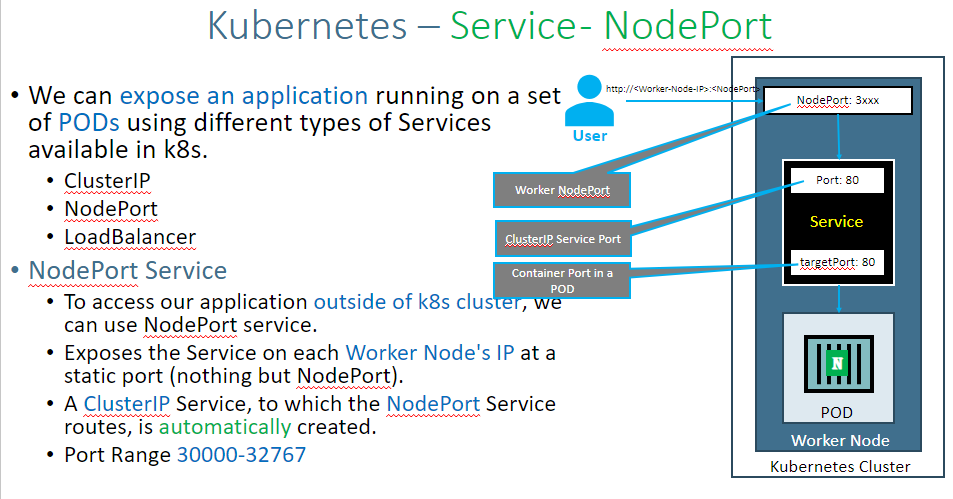 Kubernetes – Service- NodePort
• We can expose an application running on a set
of PODs using different types of Services
available in k8s.
• ClusterIP
• NodePort
• LoadBalancer
• NodePort Service
• To access our application outside of k8s cluster, we
can use NodePort service.
• Exposes the Service on each Worker Node's IP at a
static port (nothing but NodePort).
• A ClusterIP Service, to which the NodePort Service
routes, is automatically created.
• Port Range 30000-32767
http://<Worker-Node-IP>:<NodePort>
User
NodePort: 3xxx
Worker NodePort
Port: 80
ClusterIP Service Port
Service
Container Port in a
POD
targetPort: 80
N
POD
Worker Node
Kubernetes Cluster